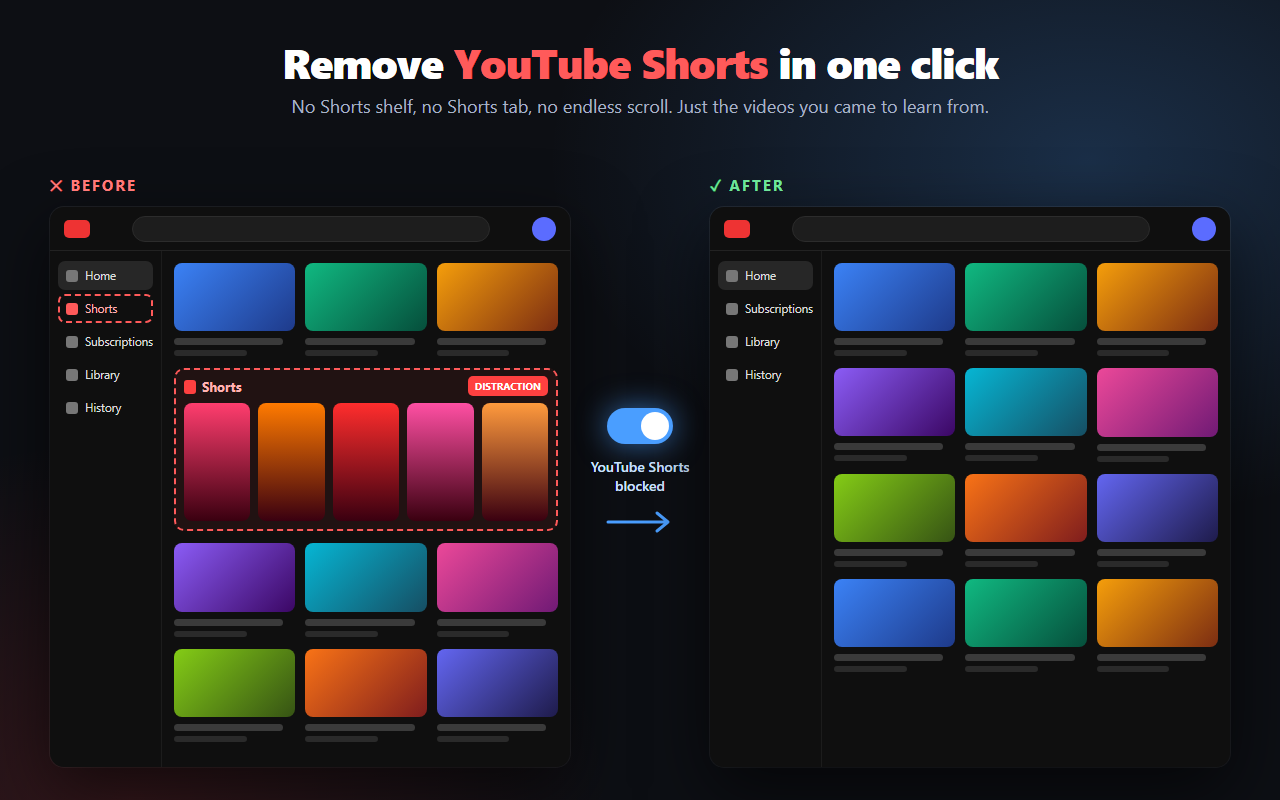 Remove YouTube Shorts in one click
No Shorts shelf, no Shorts tab, no endless scroll. Just the videos you came to learn from.
✕ BEFORE
Home
Shorts
Subscriptions
Library
History
Shorts
DISTRACTION
YouTube Shorts
blocked
✓ AFTER
Home
Subscriptions
Library
History